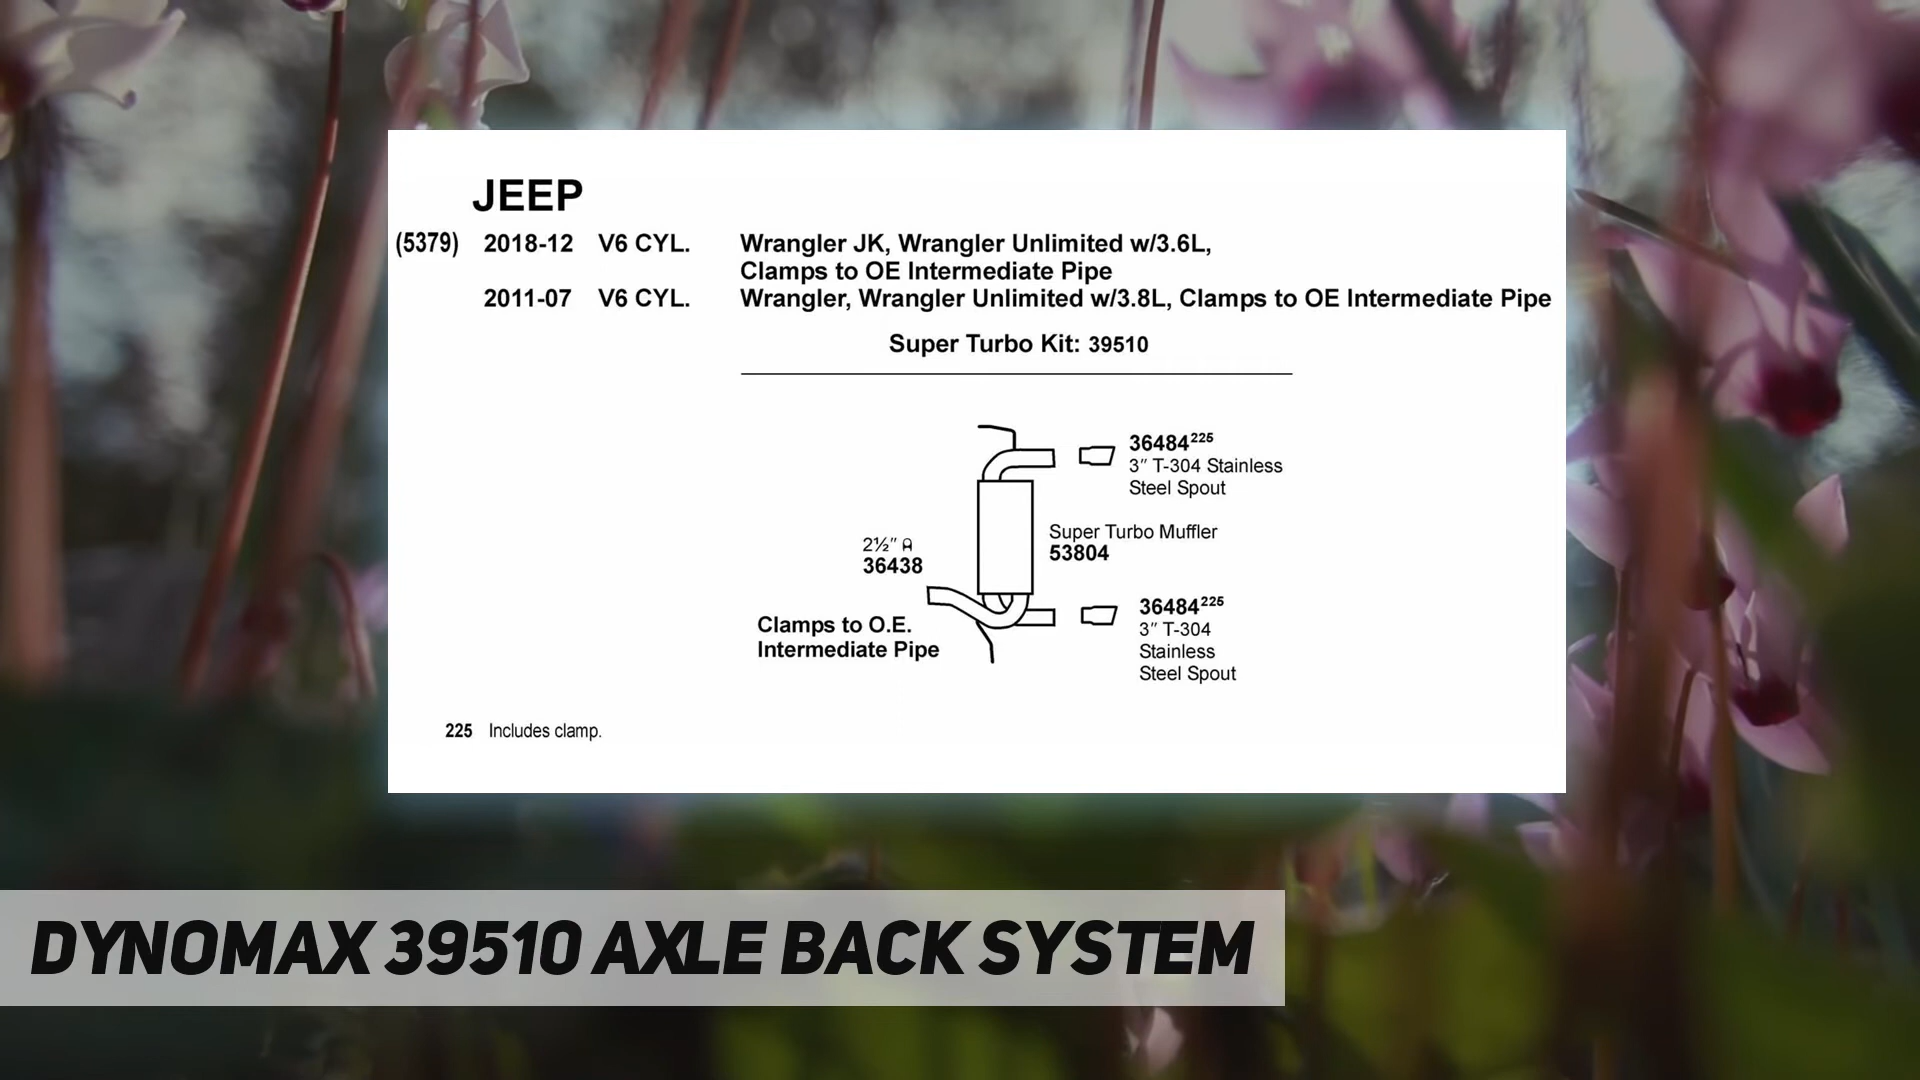 JEEP
(5379) 2018-12 V6 CYL. Wrangler JK, Wrangler Unlimited w/3.6L,
Clamps to OE Intermediate Pipe
2011-07 V6 CYL. Wrangler, Wrangler Unlimited w/3.8L, Clamps to OE Intermediate Pipe
Super Turbo Kit: 39510
36484²²⁵
3″ T-304 Stainless
Steel Spout
Super Turbo Muffler
53804
2½″
36438
Clamps to O.E.
Intermediate Pipe
36484²²⁵
3″ T-304
Stainless
Steel Spout
225 Includes clamp.
DYNOMAX 39510 AXLE BACK SYSTEM